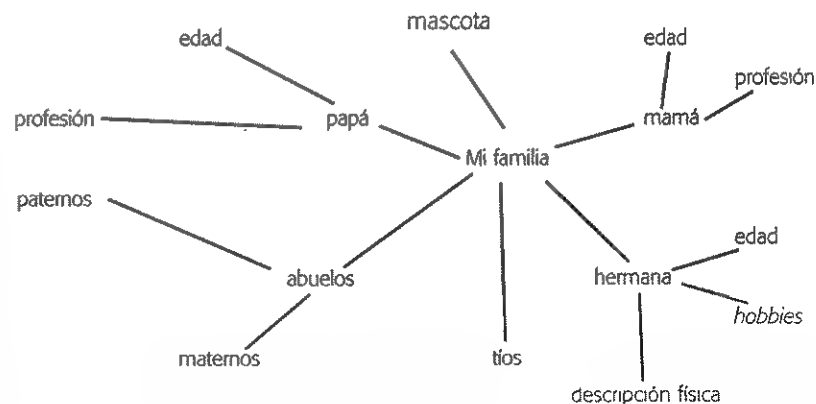 mascota
edad
edad
profesión
profesión
papá
mamá
Mi familia
paternos
edad
abuelos
hermana
hobbies
maternos
tíos
descripción física